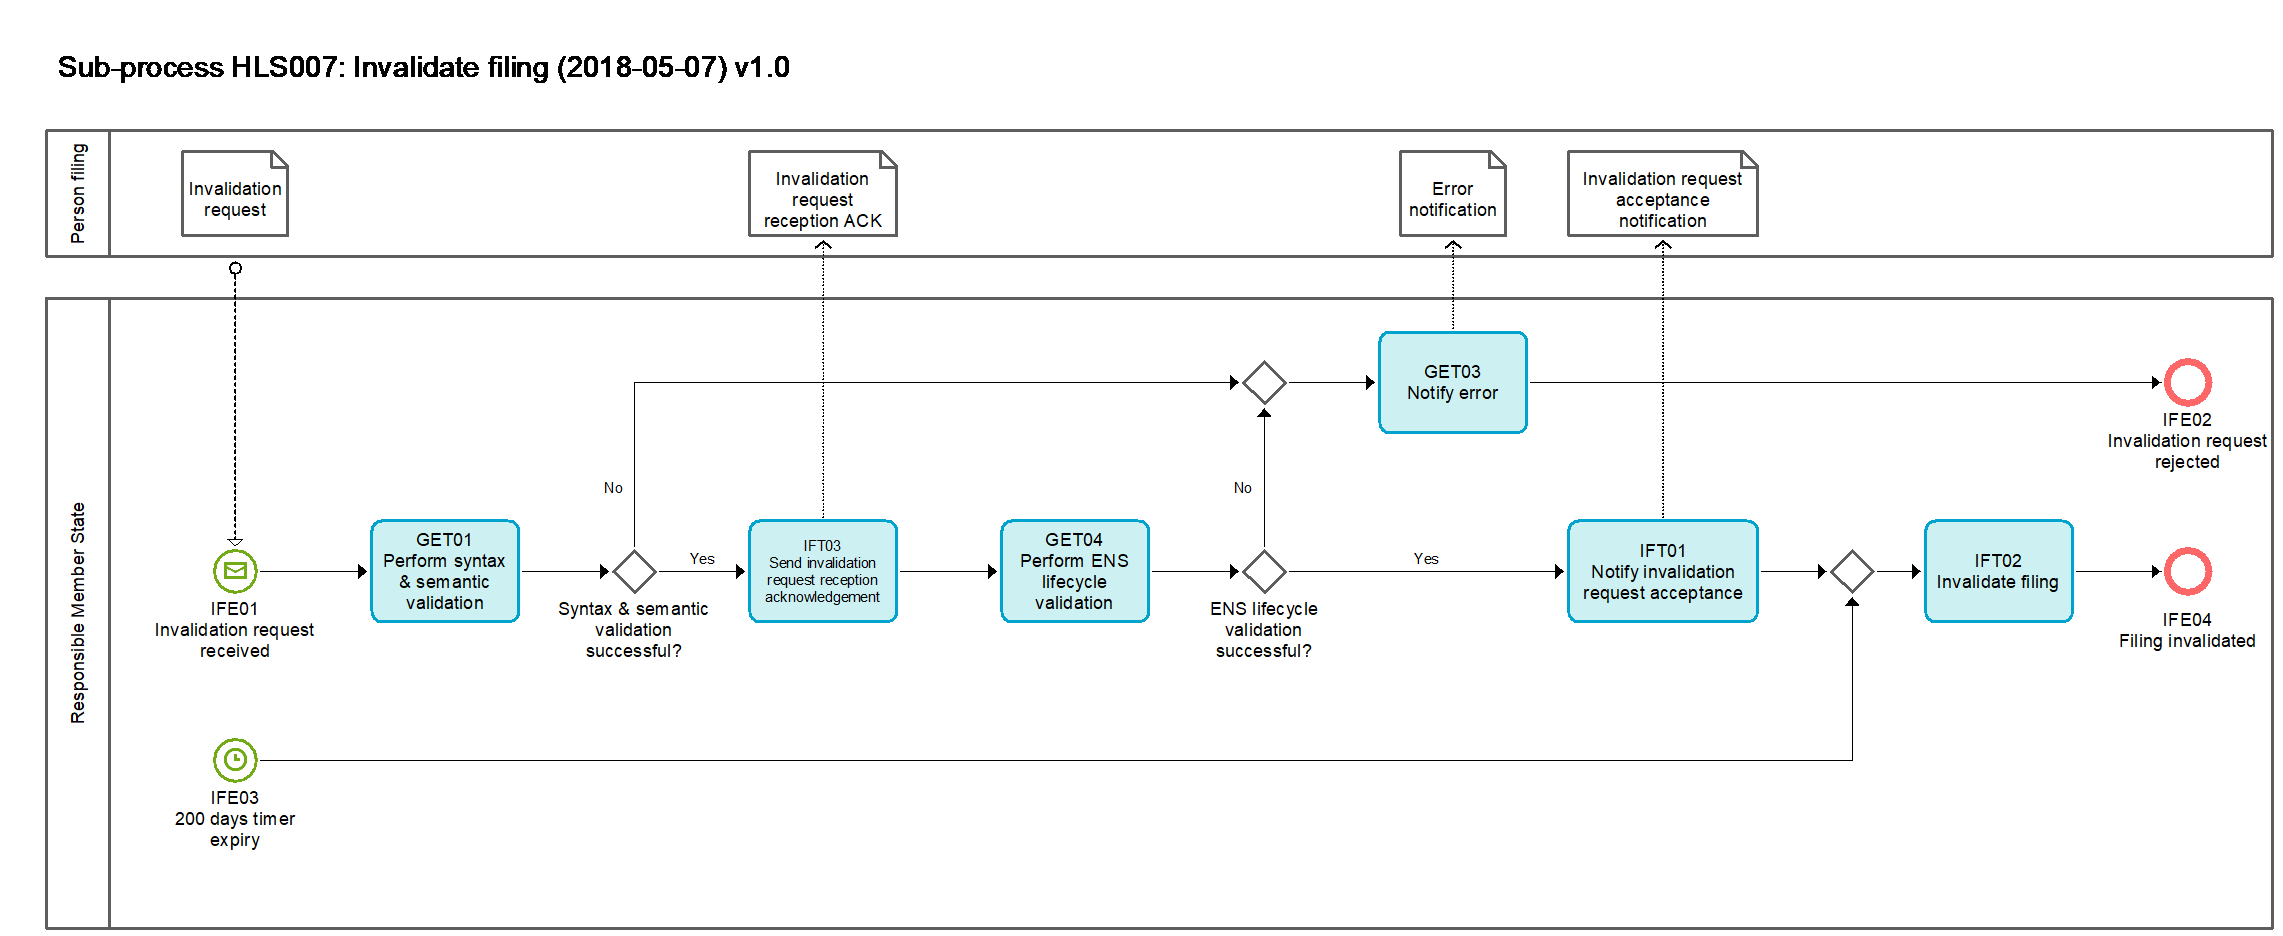 Sub-process HLS007: Invalidate filing (2018-05-07) v1.0
Person filing
Invalidation
request
Invalidation
request
reception ACK
Error
notification
Invalidation request
acceptance
notification
Responsible Member State
GET03
Notify error
IFE02
Invalidation request
rejected
No
No
IFE01
Invalidation request
received
GET01
Perform syntax
& semantic
validation
Syntax & semantic
validation
successful?
Yes
IFT03
Send invalidation
request reception
acknowledgement
GET04
Perform ENS
lifecycle
validation
ENS lifecycle
validation
successful?
Yes
IFT01
Notify invalidation
request acceptance
IFT02
Invalidate filing
IFE04
Filing invalidated
IFE03
200 days timer
expiry